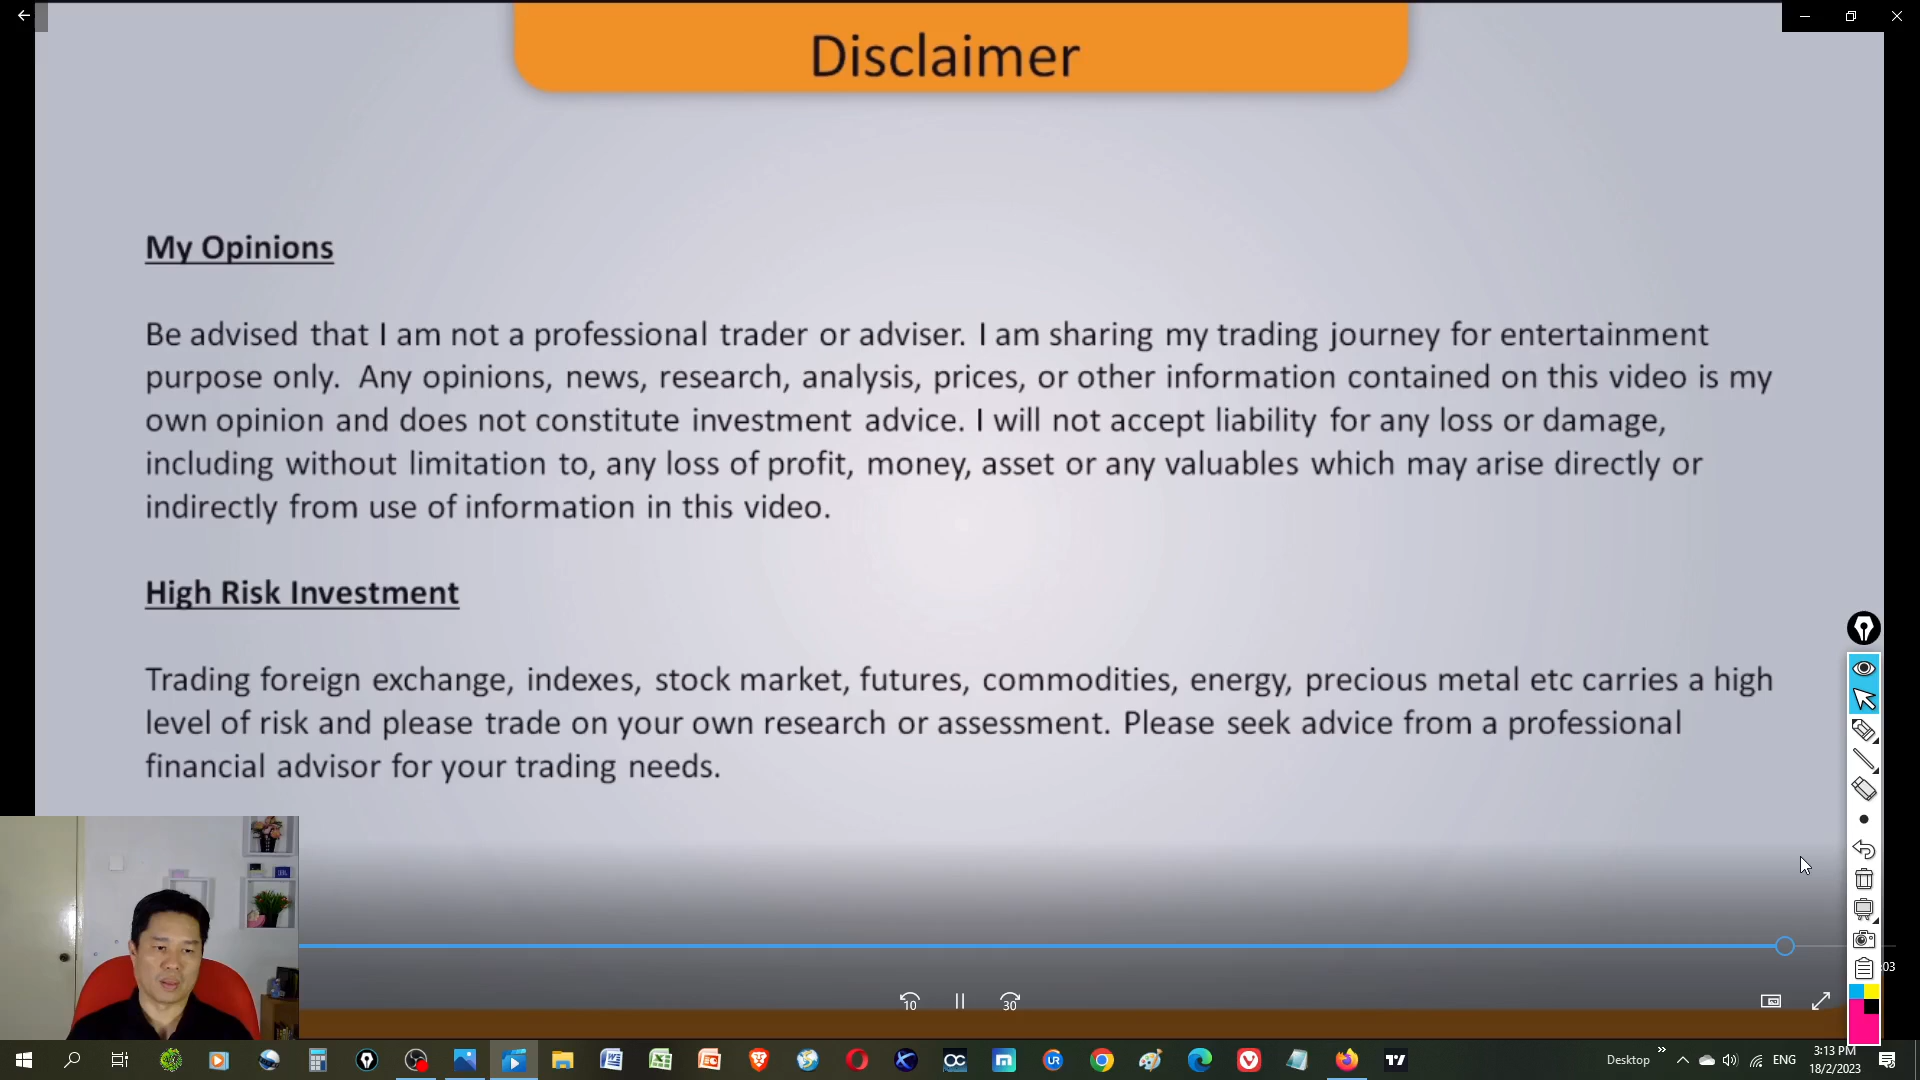 Disclaimer
My Opinions
Be advised that I am not a professional trader or adviser. I am sharing my trading journey for entertainment
purpose only.  Any opinions, news, research, analysis, prices, or other information contained on this video is my
own opinion and does not constitute investment advice. I will not accept liability for any loss or damage,
including without limitation to, any loss of profit, money, asset or any valuables which may arise directly or
indirectly from use of information in this video.
High Risk Investment
Trading foreign exchange, indexes, stock market, futures, commodities, energy, precious metal etc carries a high
level of risk and please trade on your own research or assessment. Please seek advice from a professional
financial advisor for your trading needs.
:03
10
30
Desktop
ENG
3:13 PM
18/2/2023